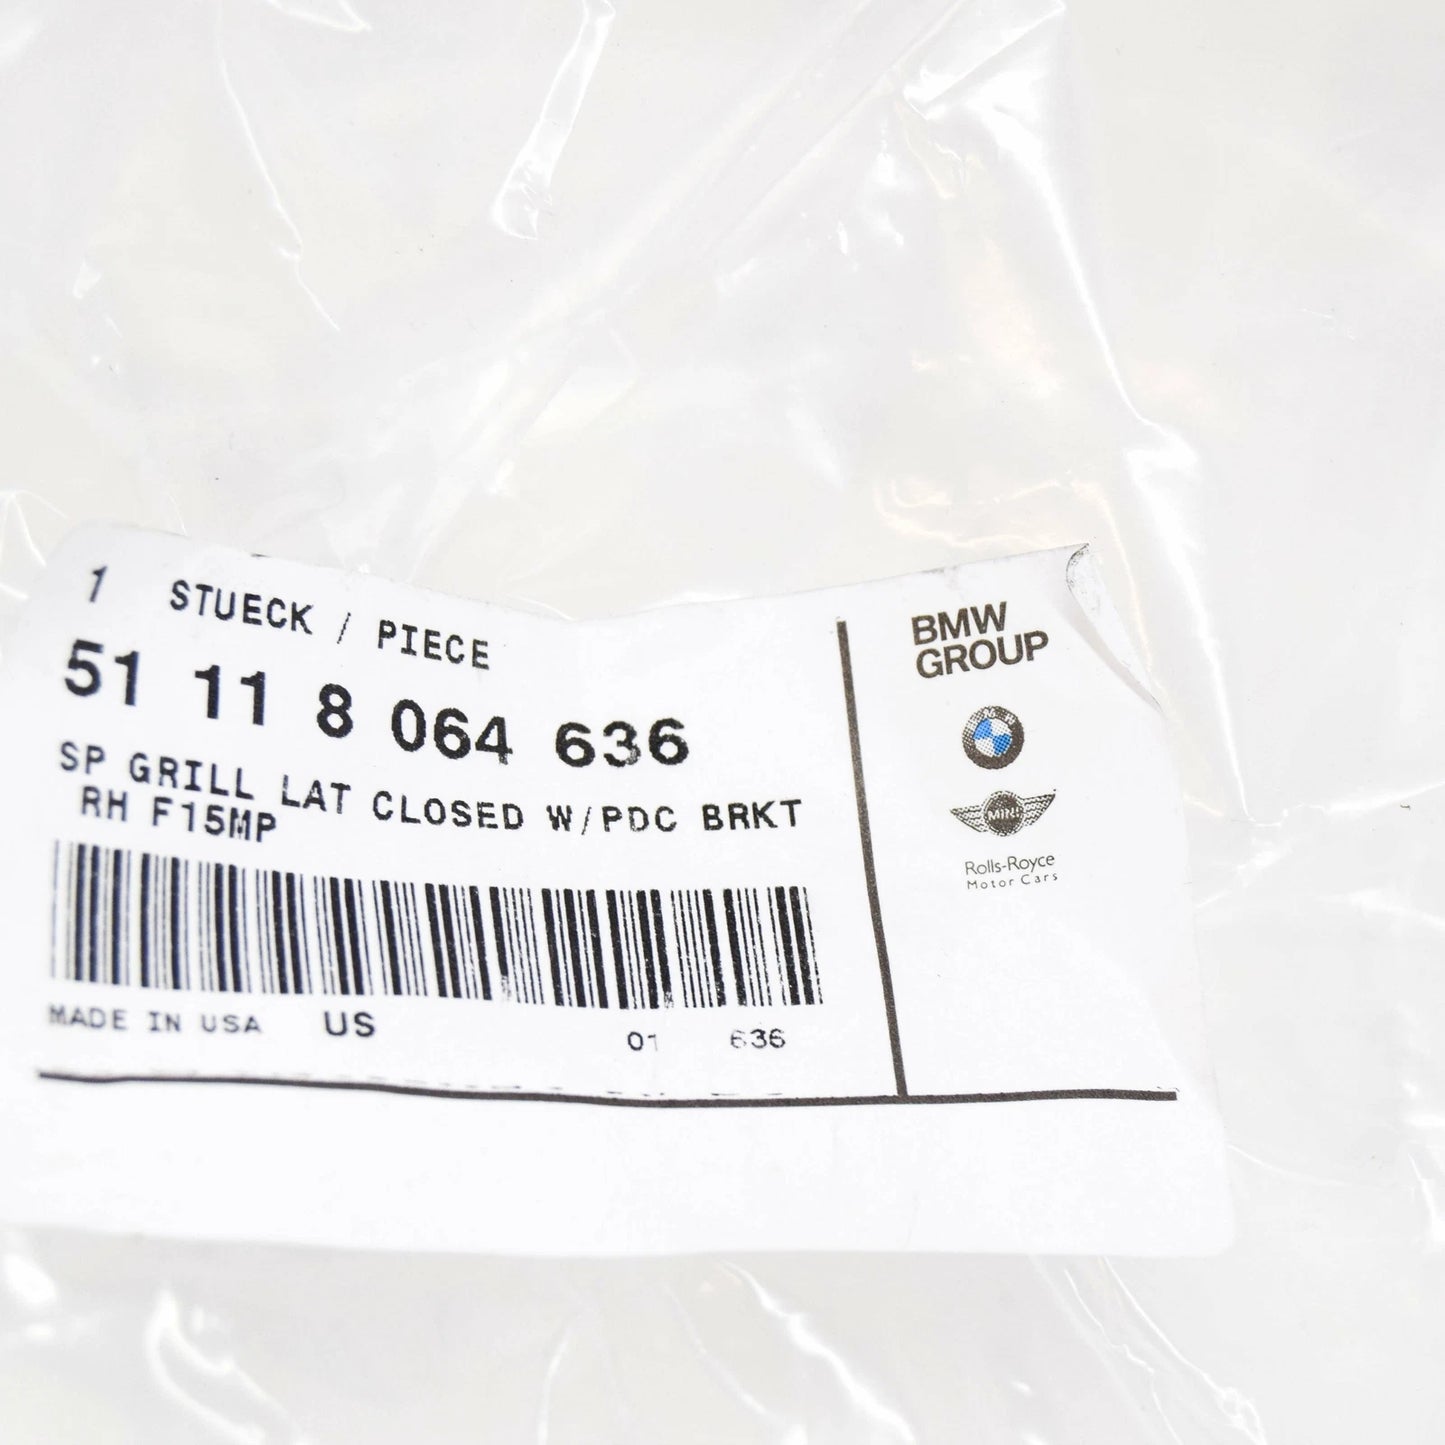 1 STUECK / PIECE
51 11 8 064 636
SP GRILL LAT CLOSED W/PDC BRKT
RH F15MP
MADE IN USA US 01 636
BMW
GROUP
MINI
Rolls-Royce
Motor Cars